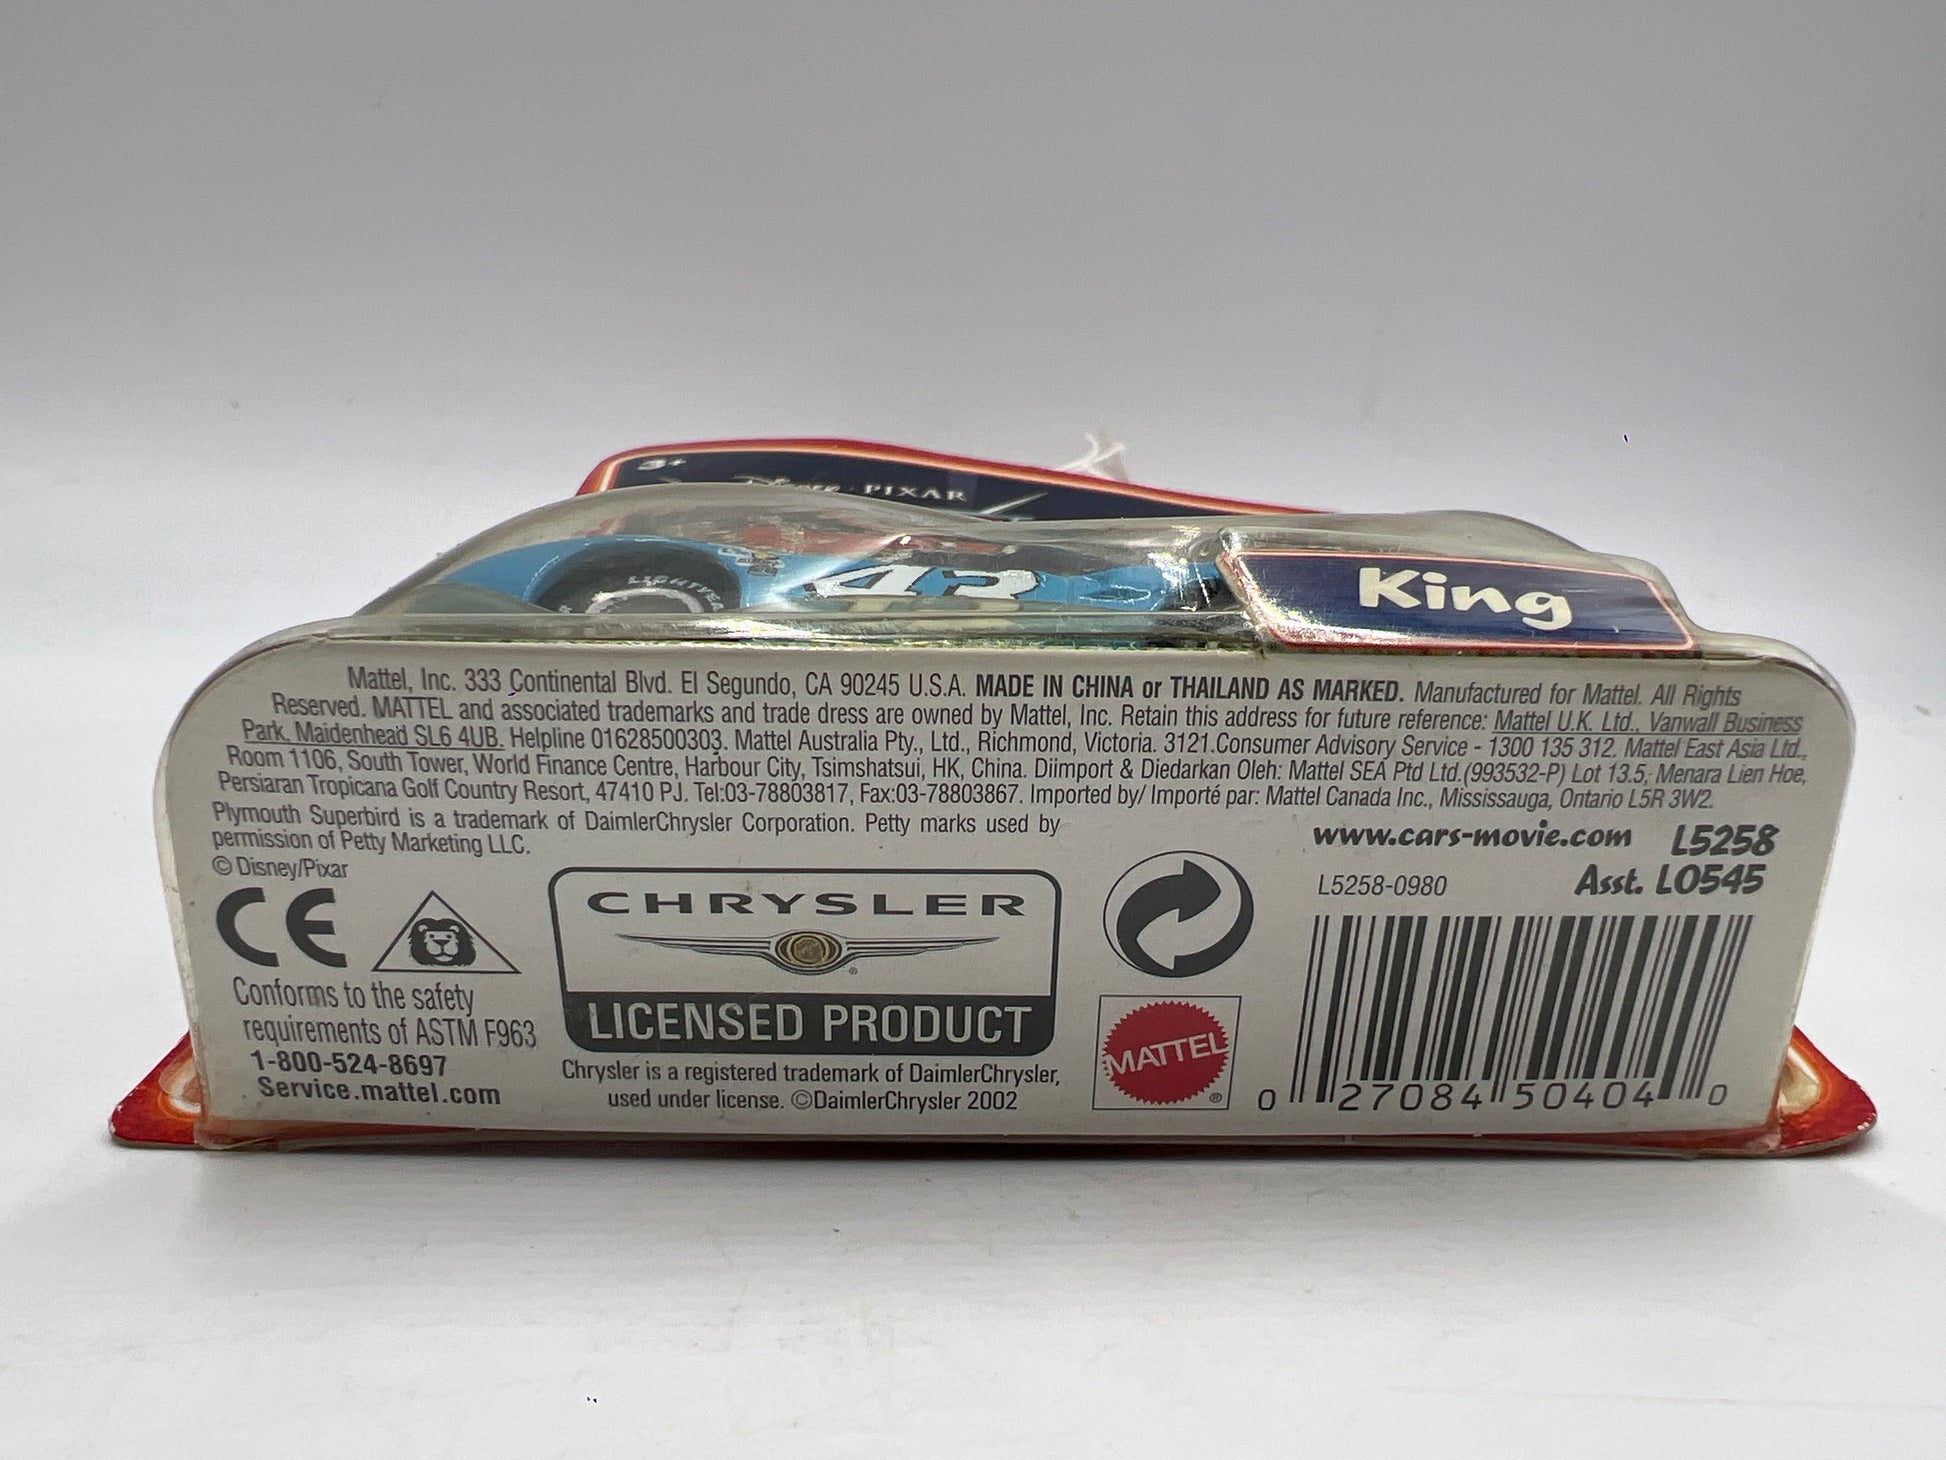 3+
Disney · PIXAR
LIGHTYEAR
43
King
Mattel, Inc. 333 Continental Blvd. El Segundo, CA 90245 U.S.A. MADE IN CHINA or THAILAND AS MARKED. Manufactured for Mattel. All Rights
Reserved. MATTEL and associated trademarks and trade dress are owned by Mattel, Inc. Retain this address for future reference: Mattel U.K. Ltd., Vanwall Business
Park, Maidenhead SL6 4UB. Helpline 01628500303. Mattel Australia Pty., Ltd., Richmond, Victoria. 3121.Consumer Advisory Service - 1300 135 312. Mattel East Asia Ltd.,
Room 1106, South Tower, World Finance Centre, Harbour City, Tsimshatsui, HK, China. Diimport & Diedarkan Oleh: Mattel SEA Ptd Ltd.(993532-P) Lot 13.5, Menara Lien Hoe,
Persiaran Tropicana Golf Country Resort, 47410 PJ. Tel:03-78803817, Fax:03-78803867. Imported by/ Importé par: Mattel Canada Inc., Mississauga, Ontario L5R 3W2.
Plymouth Superbird is a trademark of DaimlerChrysler Corporation. Petty marks used by
permission of Petty Marketing LLC.
© Disney/Pixar
www.cars-movie.com L5258
L5258-0980 Asst. L0545
CE
Conforms to the safety
requirements of ASTM F963
1-800-524-8697
Service.mattel.com
CHRYSLER
®
LICENSED PRODUCT
Chrysler is a registered trademark of DaimlerChrysler,
used under license. ©DaimlerChrysler 2002
MATTEL
®
0 27084 50404 0